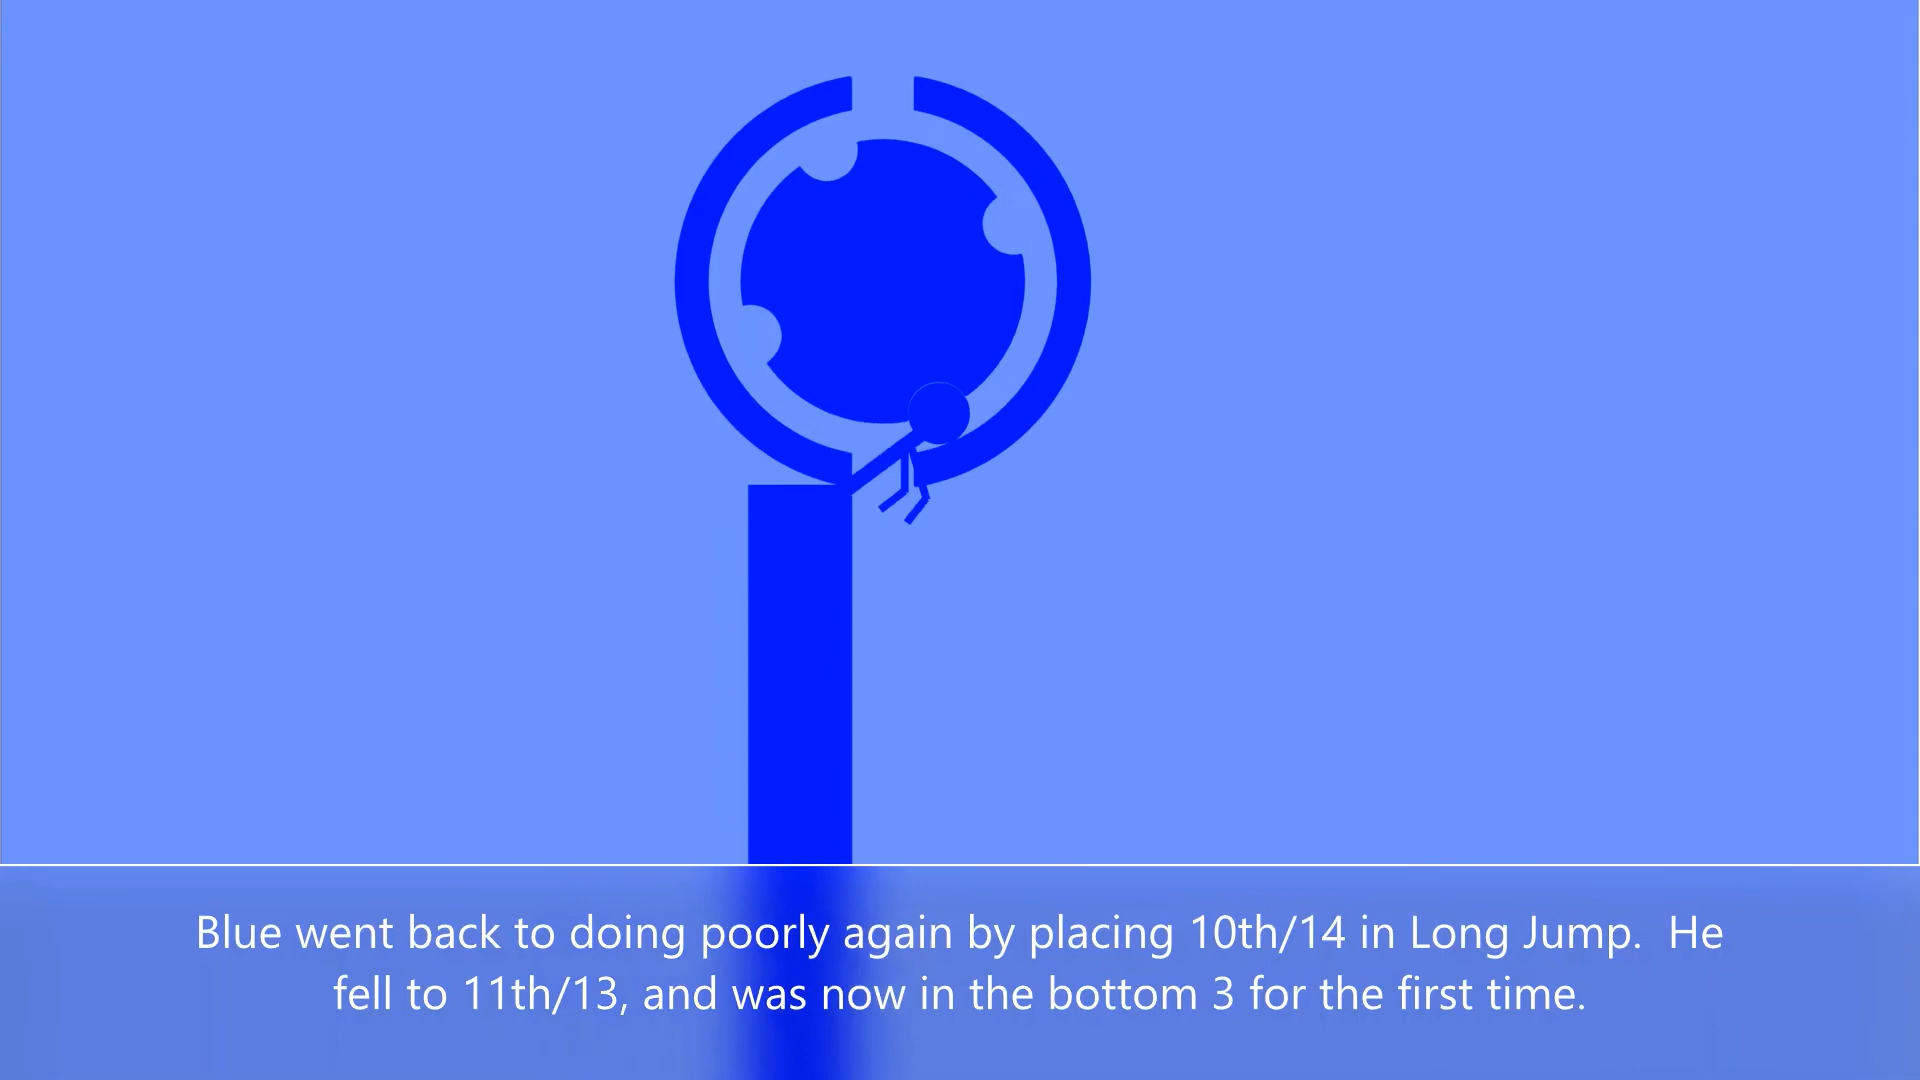 Blue went back to doing poorly again by placing 10th/14 in Long Jump.  He
fell to 11th/13, and was now in the bottom 3 for the first time.